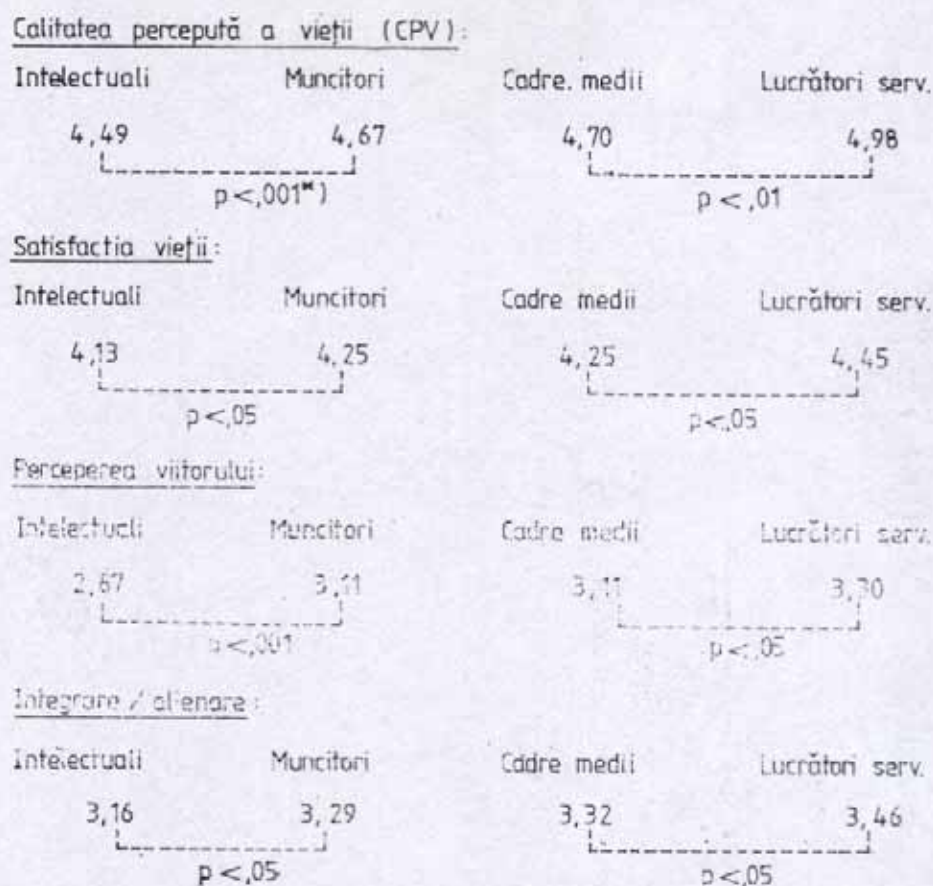 Calitatea percepută a vieții (CPV):
Intelectuali Muncitori Cadre. medii Lucrători serv.
4,49 4,67 4,70 4,98
p<,001*) p<,01
Satisfactia vieții:
Intelectuali Muncitori Cadre medii Lucrători serv.
4,13 4,25 4,25 4,45
p<,05 p<,05
Perceperea viitorului:
Intelectuali Muncitori Cadre medii Lucrători serv.
2,67 3,11 3,11 3,30
p<,001 p<,05
Integrare / alienare:
Intelectuali Muncitori Cadre medii Lucrători serv.
3,16 3,29 3,32 3,46
p<,05 p<,05